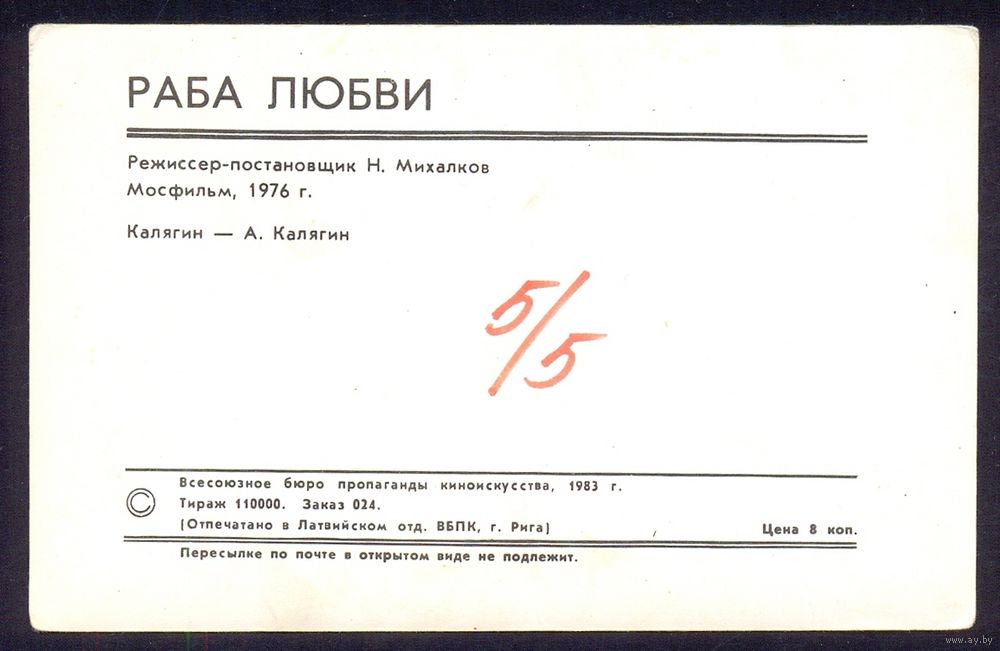 РАБА ЛЮБВИ
Режиссер-постановщик Н. Михалков
Мосфильм, 1976 г.
Калягин — А. Калягин
5/5
Всесоюзное бюро пропаганды киноискусства, 1983 г.
© Тираж 110000. Заказ 024.
(Отпечатано в Латвийском отд. ВБПК, г. Рига) Цена 8 коп.
Пересылке по почте в открытом виде не подлежит.
www.ay.by